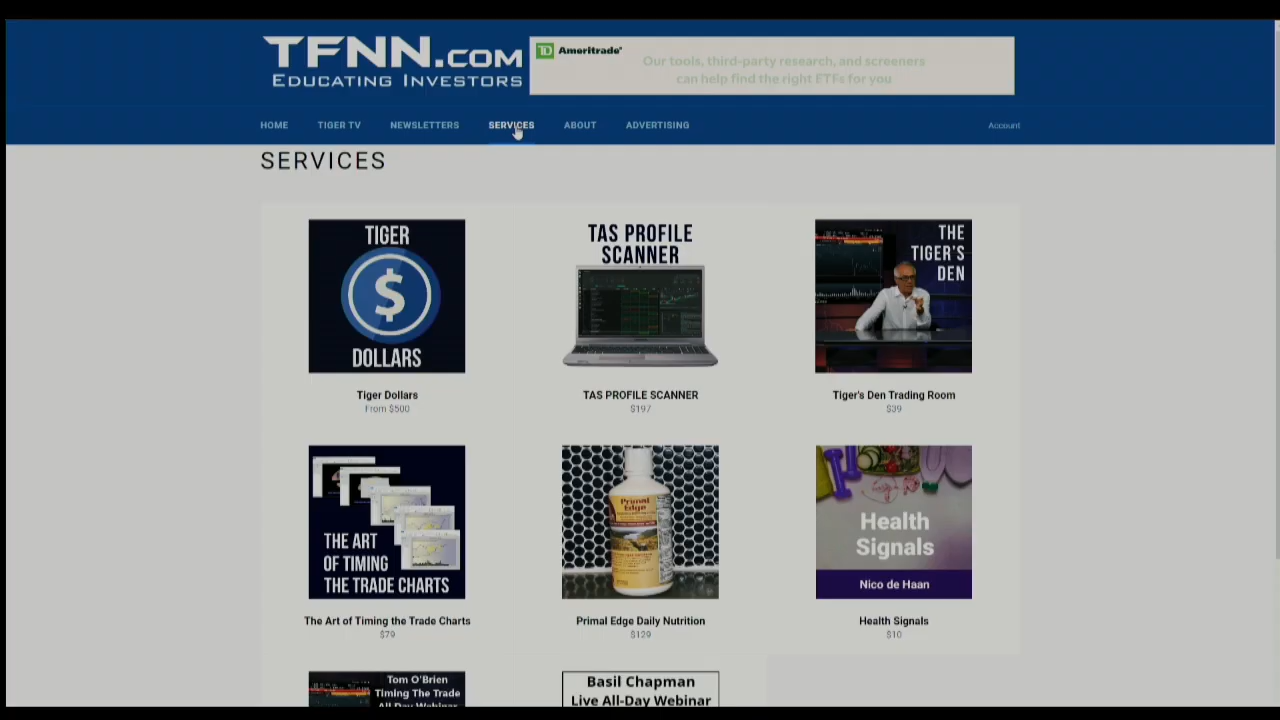 TFNN.COM
EDUCATING INVESTORS
TD Ameritrade
Our tools, third-party research, and screeners
can help find the right ETFs for you
HOME TIGER TV NEWSLETTERS SERVICES ABOUT ADVERTISING Account
SERVICES
TIGER
$
DOLLARS
TAS PROFILE
SCANNER
THE
TIGER'S
DEN
Tiger Dollars
From $500
TAS PROFILE SCANNER
$197
Tiger's Den Trading Room
$39
THE ART
OF TIMING
THE TRADE CHARTS
Primal
Edge
Health
Signals
Nico de Haan
The Art of Timing the Trade Charts
$79
Primal Edge Daily Nutrition
$129
Health Signals
$10
Tom O'Brien
Timing The Trade
All Day Webinar
Basil Chapman
Live All-Day Webinar